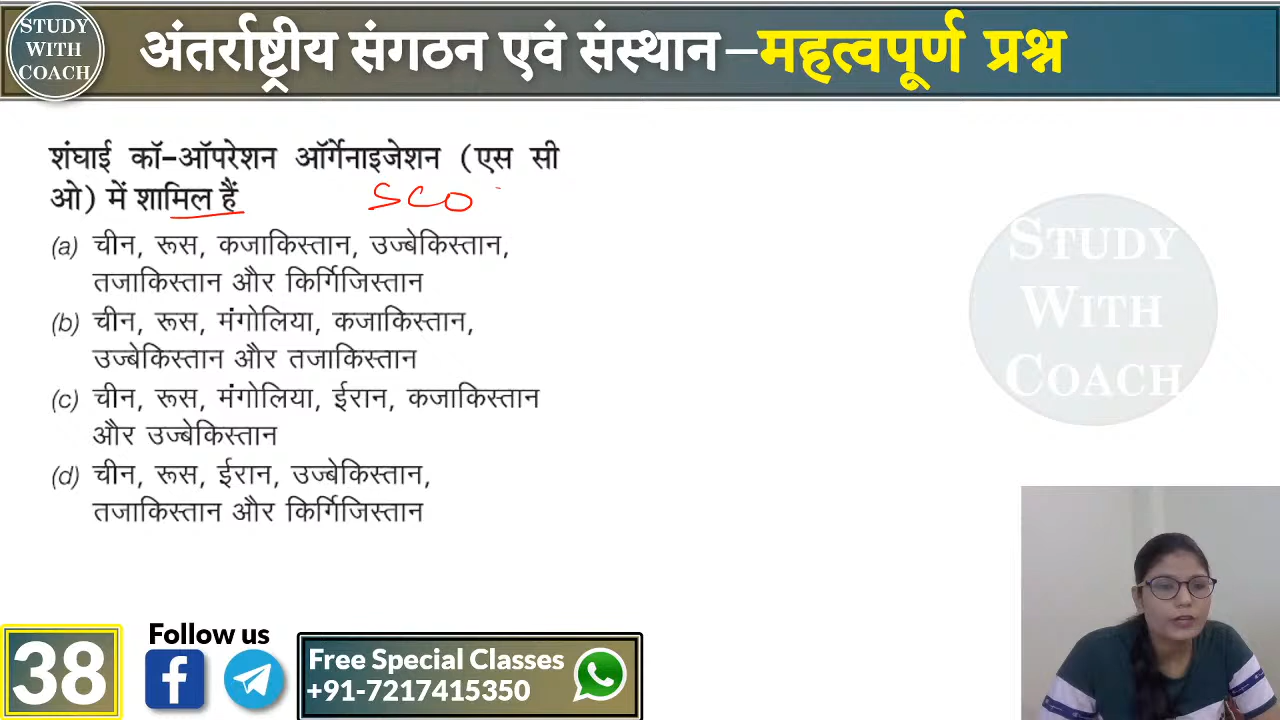 STUDY
WITH
COACH
अंतर्राष्ट्रीय संगठन एवं संस्थान–महत्वपूर्ण प्रश्न
शंघाई कॉ-ऑपरेशन ऑर्गेनाइजेशन (एस सी
ओ) में शामिल हैं
SCO
(a) चीन, रूस, कजाकिस्तान, उज्बेकिस्तान,
तजाकिस्तान और किर्गिजिस्तान
(b) चीन, रूस, मंगोलिया, कजाकिस्तान,
उज्बेकिस्तान और तजाकिस्तान
(c) चीन, रूस, मंगोलिया, ईरान, कजाकिस्तान
और उज्बेकिस्तान
(d) चीन, रूस, ईरान, उज्बेकिस्तान,
तजाकिस्तान और किर्गिजिस्तान
STUDY
WITH
COACH
38
Follow us
Free Special Classes
+91-7217415350